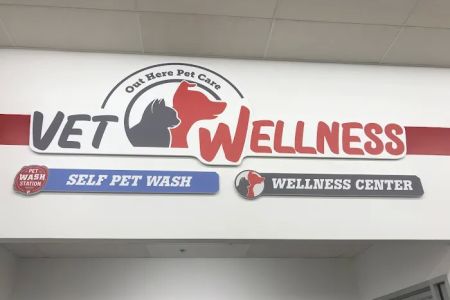 Out Here Pet Care
VET WELLNESS
PET
WASH
STATION
SELF PET WASH
WELLNESS CENTER